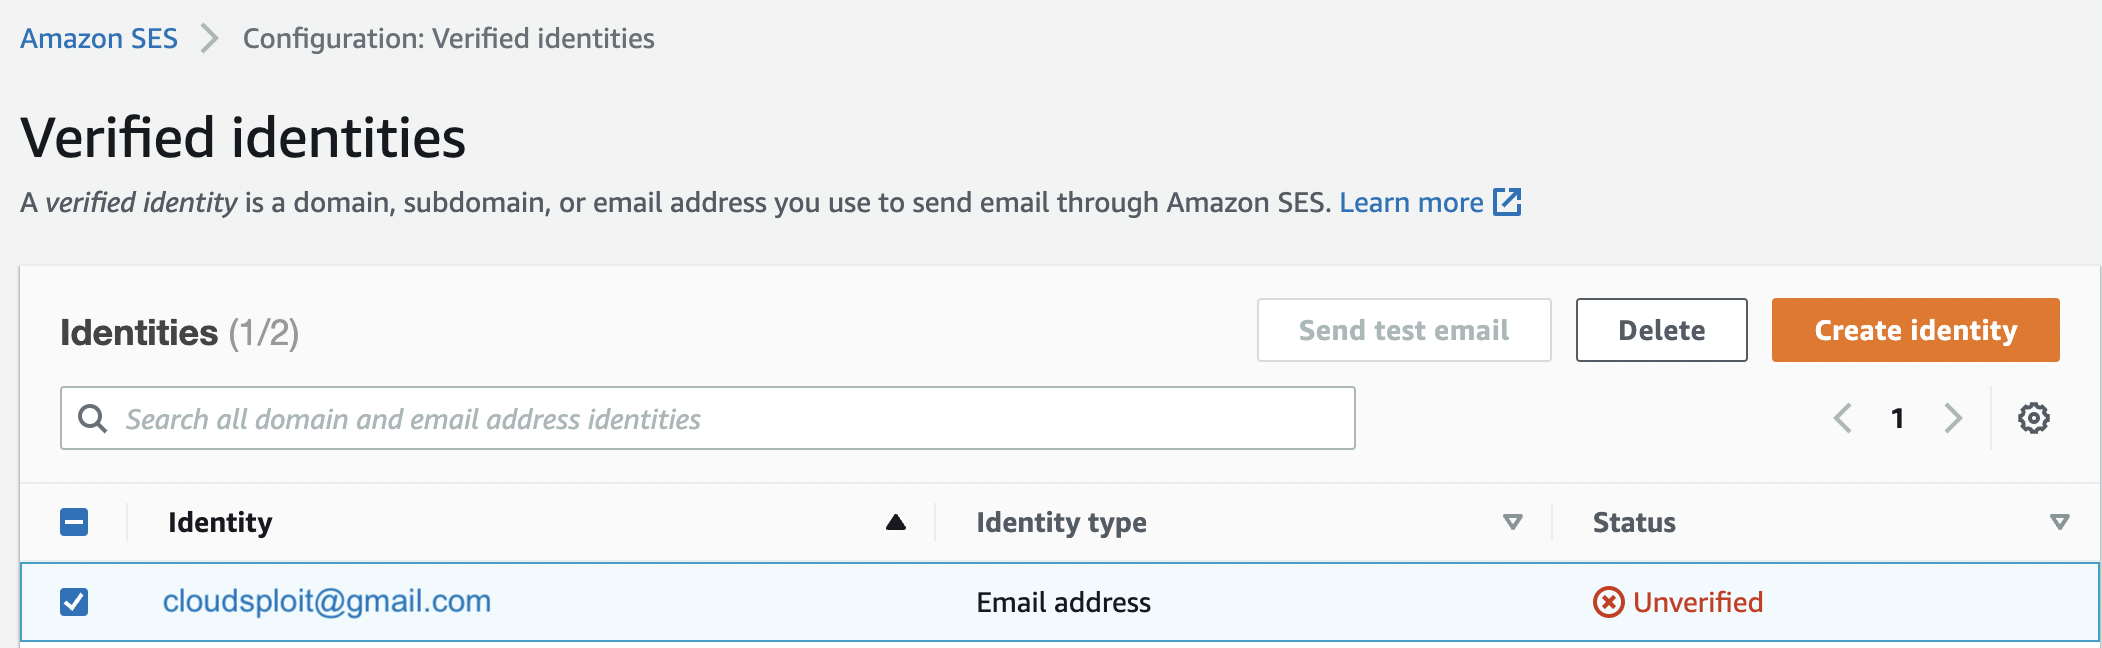 Amazon SES > Configuration: Verified identities
Verified identities
A verified identity is a domain, subdomain, or email address you use to send email through Amazon SES. Learn more
Identities (1/2)
Send test email
Delete
Create identity
Search all domain and email address identities
1
Identity
Identity type
Status
cloudsploit@gmail.com
Email address
Unverified